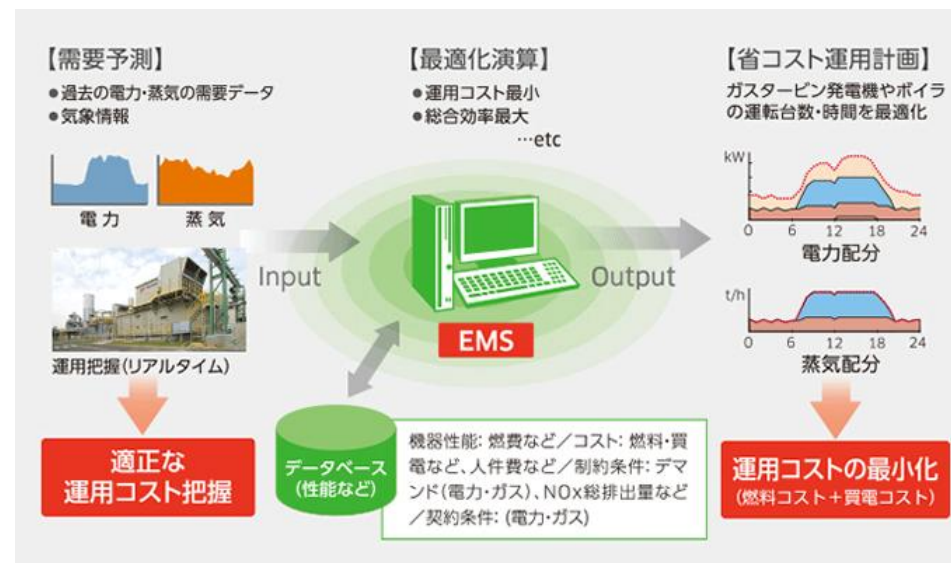 【需要予測】
●過去の電力・蒸気の需要データ
●気象情報
電力
蒸気
運用把握(リアルタイム)
適正な
運用コスト把握
Input
【最適化演算】
●運用コスト最小
●総合効率最大
…etc
EMS
データベース
(性能など)
機器性能: 燃費など／コスト: 燃料・買
電など、人件費など／制約条件: デマ
ンド(電力・ガス)、NOx総排出量など
／契約条件: (電力・ガス)
Output
【省コスト運用計画】
ガスタービン発電機やボイラ
の運転台数・時間を最適化
kW
0 6 12 18 24
電力配分
t/h
0 6 12 18 24
蒸気配分
運用コストの最小化
(燃料コスト＋買電コスト)